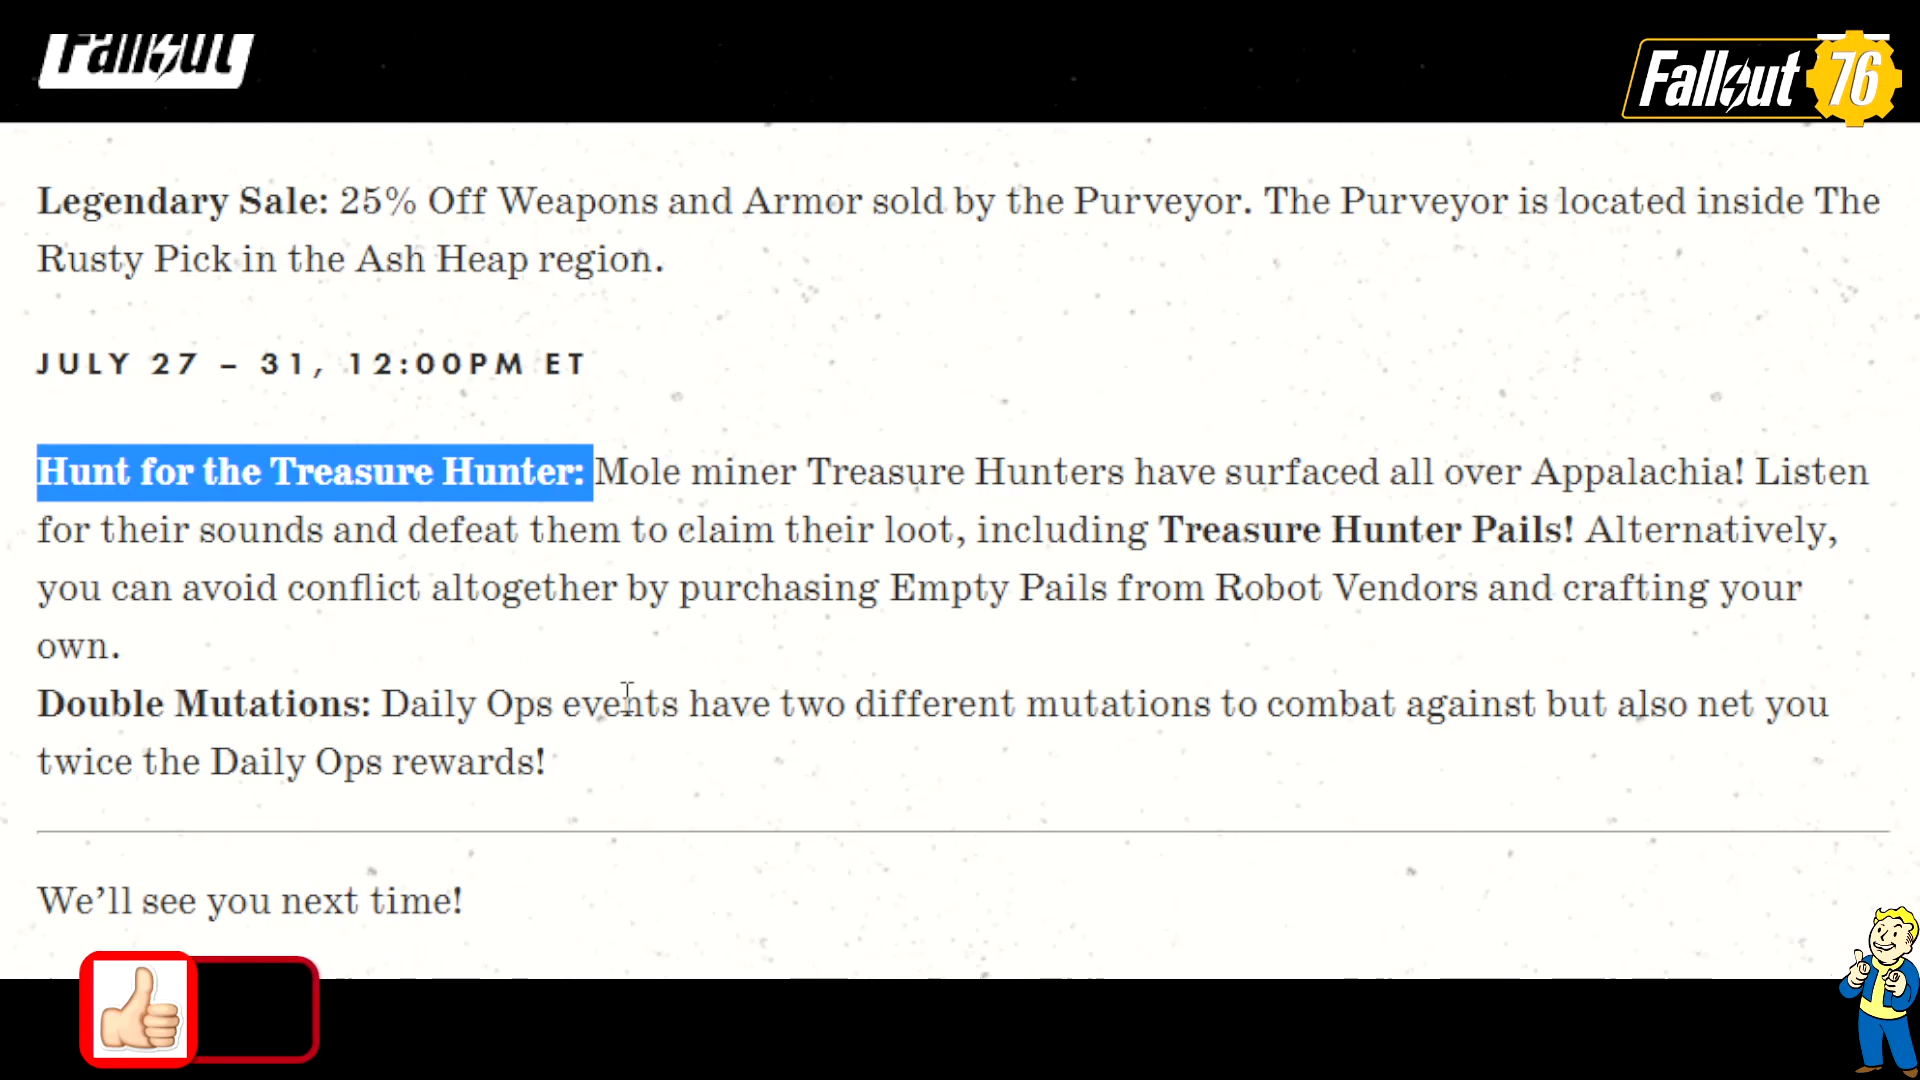 Fallout
Fallout 76
Legendary Sale: 25% Off Weapons and Armor sold by the Purveyor. The Purveyor is located inside The
Rusty Pick in the Ash Heap region.
JULY 27 – 31, 12:00PM ET
Hunt for the Treasure Hunter: Mole miner Treasure Hunters have surfaced all over Appalachia! Listen
for their sounds and defeat them to claim their loot, including Treasure Hunter Pails! Alternatively,
you can avoid conflict altogether by purchasing Empty Pails from Robot Vendors and crafting your
own.
Double Mutations: Daily Ops events have two different mutations to combat against but also net you
twice the Daily Ops rewards!
We’ll see you next time!